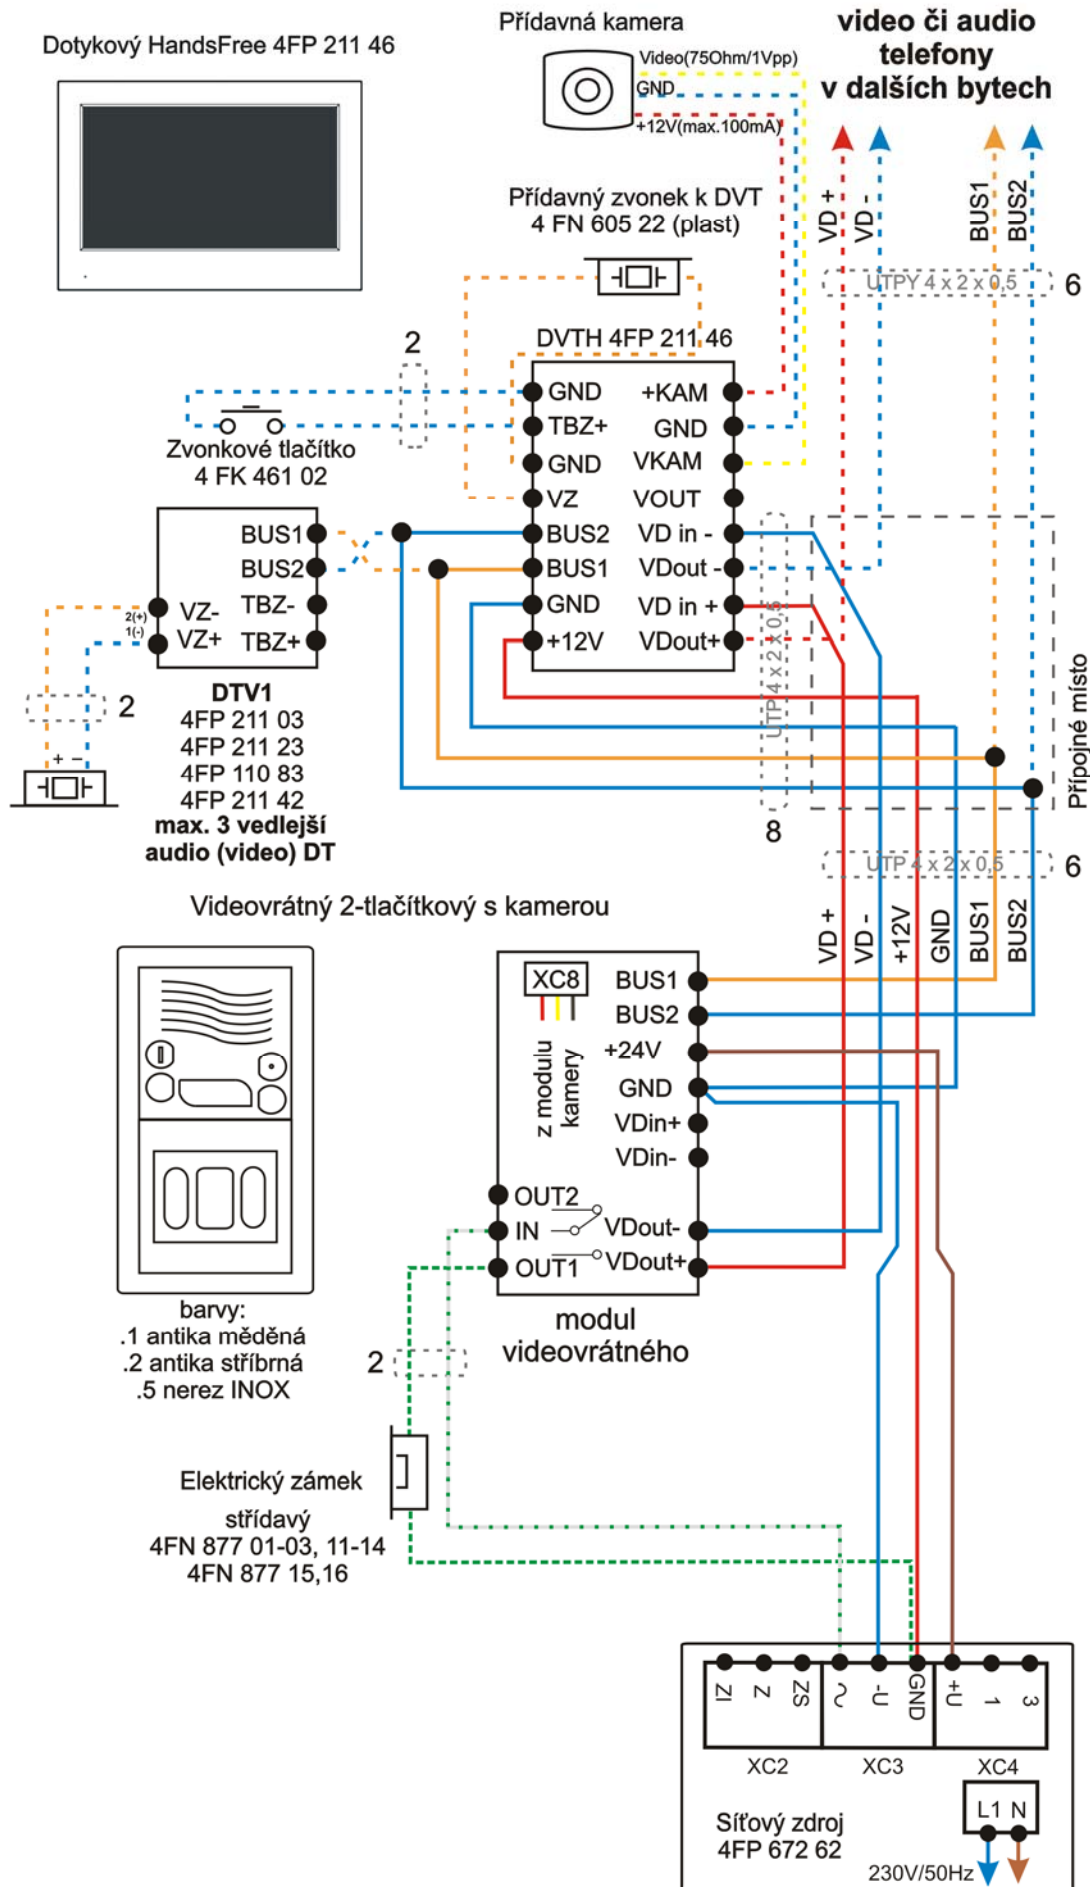 Dotykový HandsFree 4FP 211 46
Přídavná kamera
Video(75Ohm/1Vpp)
GND
+12V(max.100mA)
video či audio
telefony
v dalších bytech
VD +
VD -
BUS1
BUS2
UTPY 4 x 2 x 0,5
6
Přídavný zvonek k DVT
4 FN 605 22 (plast)
2
DVTH 4FP 211 46
GND
TBZ+
GND
VZ
BUS2
BUS1
GND
+12V
+KAM
GND
VKAM
VOUT
VD in -
VDout -
VD in +
VDout+
Zvonkové tlačítko
4 FK 461 02
BUS1
BUS2
TBZ-
TBZ+
VZ-
VZ+
2(+)
1(-)
2
+ –
DTV1
4FP 211 03
4FP 211 23
4FP 110 83
4FP 211 42
max. 3 vedlejší
audio (video) DT
UTP 4 x 2 x 0,5
8
Přípojné místo
UTP 4 x 2 x 0,5
6
VD +
VD -
+12V
GND
BUS1
BUS2
Videovrátný 2-tlačítkový s kamerou
XC8
z modulu
kamery
BUS1
BUS2
+24V
GND
VDin+
VDin-
VDout-
VDout+
OUT2
IN
OUT1
modul
videovrátného
barvy:
.1 antika měděná
.2 antika stříbrná
.5 nerez INOX
2
Elektrický zámek
střídavý
4FN 877 01-03, 11-14
4FN 877 15,16
ZI
Z
ZS
~
-U
GND
+U
1
3
XC2
XC3
XC4
Síťový zdroj
4FP 672 62
L1 N
230V/50Hz